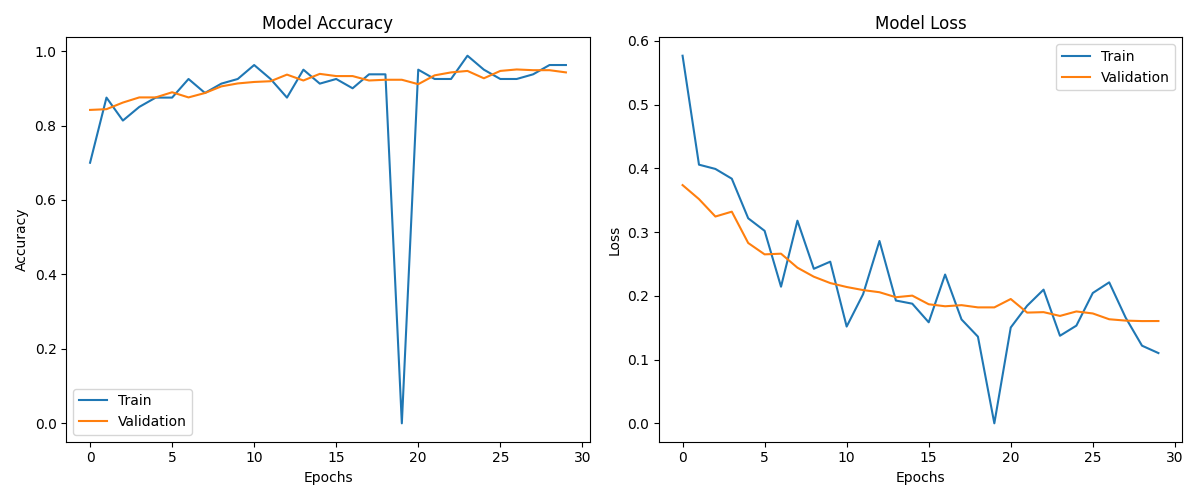 Model Accuracy
1.0
0.8
0.6
0.4
0.2
0.0
Accuracy
Train
Validation
0 5 10 15 20 25 30
Epochs
Model Loss
0.6
0.5
0.4
0.3
0.2
0.1
0.0
Loss
Train
Validation
0 5 10 15 20 25 30
Epochs